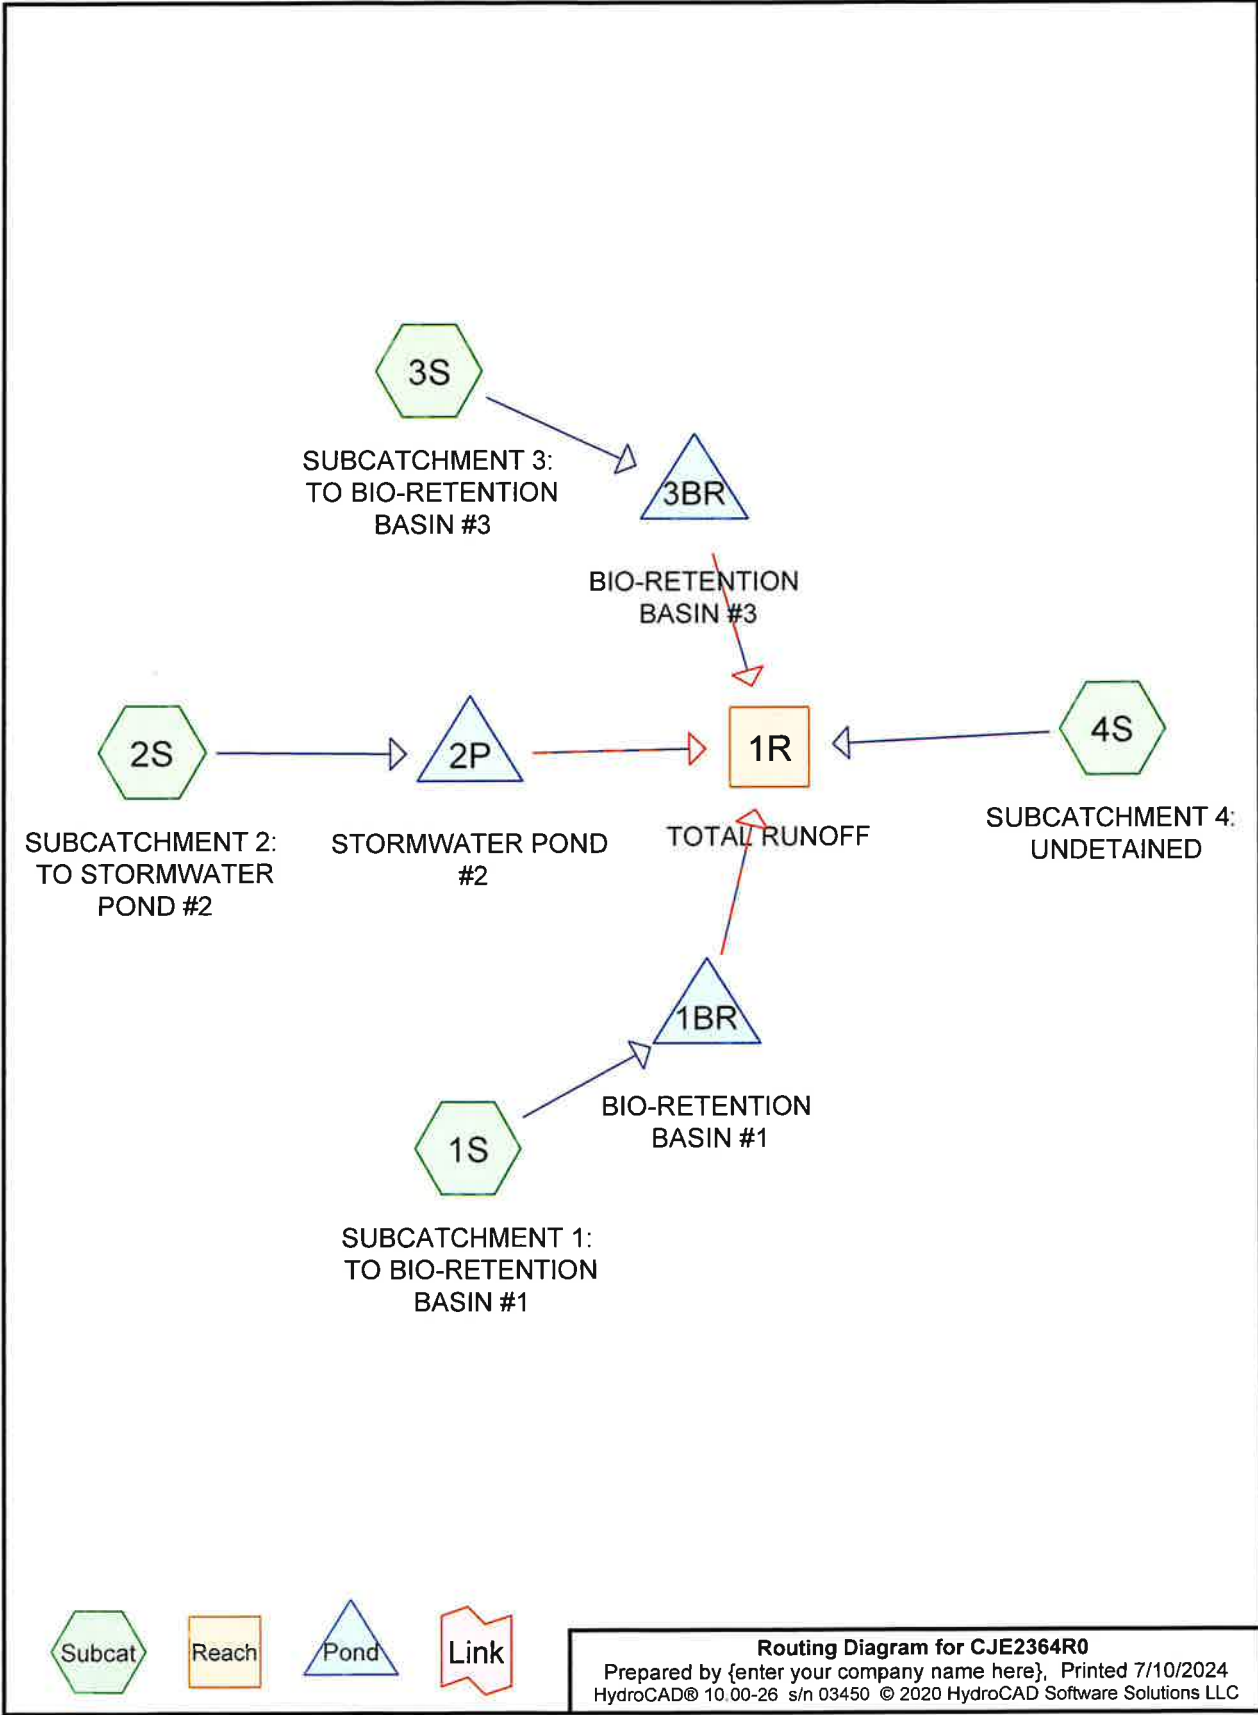 3S
SUBCATCHMENT 3:
TO BIO-RETENTION
BASIN #3
3BR
BIO-RETENTION
BASIN #3
2S
SUBCATCHMENT 2:
TO STORMWATER
POND #2
2P
STORMWATER POND
#2
1R
TOTAL RUNOFF
4S
SUBCATCHMENT 4:
UNDETAINED
1BR
BIO-RETENTION
BASIN #1
1S
SUBCATCHMENT 1:
TO BIO-RETENTION
BASIN #1
Subcat
Reach
Pond
Link
Routing Diagram for CJE2364R0
Prepared by {enter your company name here}, Printed 7/10/2024
HydroCAD® 10.00-26 s/n 03450 © 2020 HydroCAD Software Solutions LLC